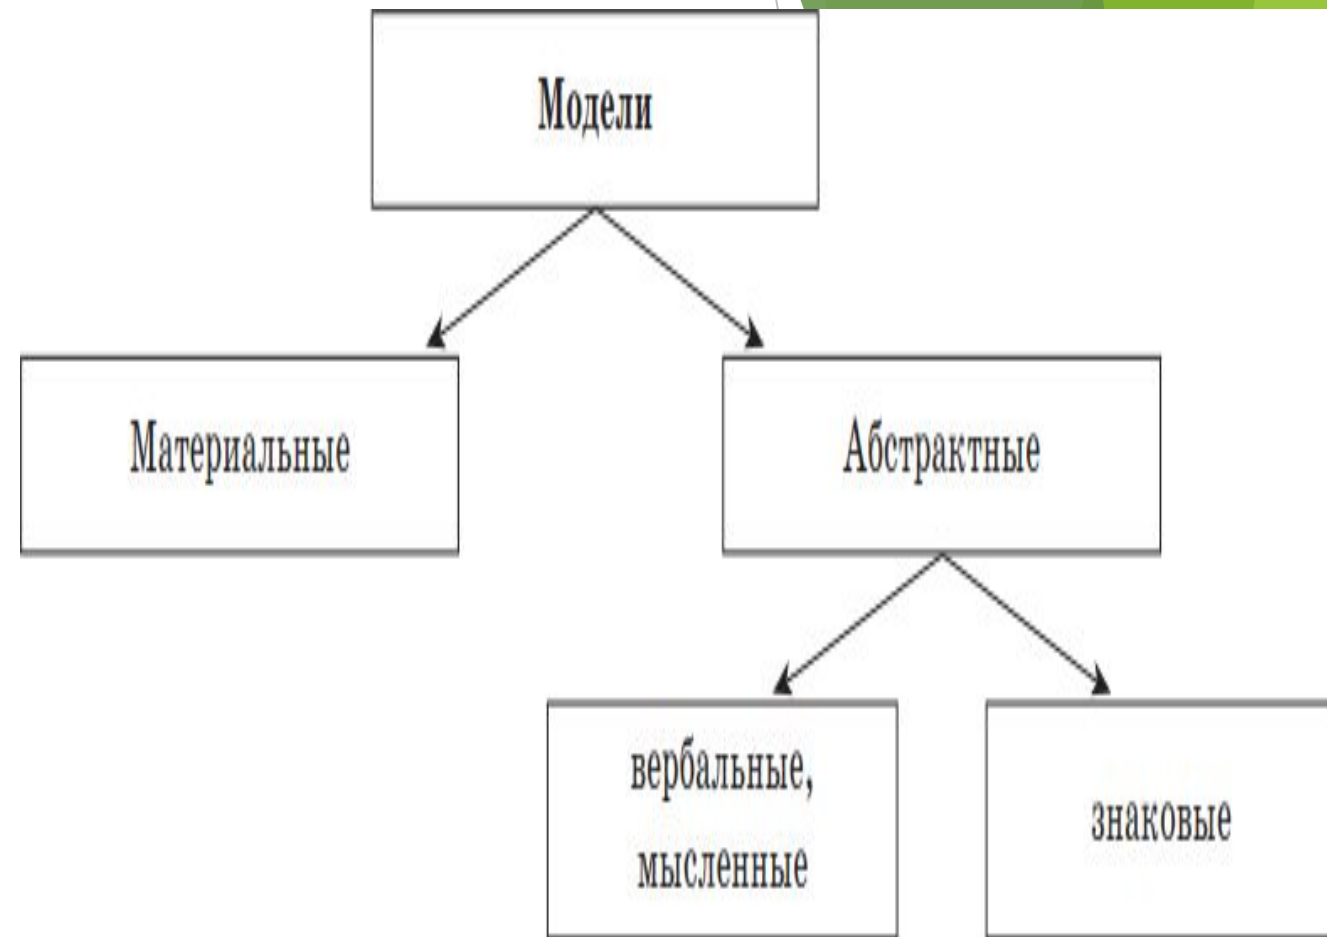 Модели
Материальные
Абстрактные
вербальные,
мысленные
знаковые